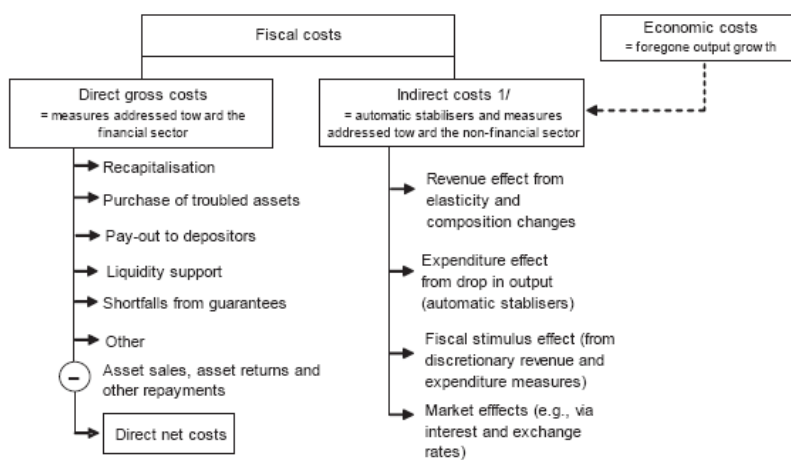 Fiscal costs
Economic costs
= foregone output growth
Direct gross costs
= measures addressed tow ard the
financial sector
Indirect costs 1/
= automatic stabilisers and measures
addressed tow ard the non-financial sector
Recapitalisation
Purchase of troubled assets
Pay-out to depositors
Liquidity support
Shortfalls from guarantees
Other
−
Asset sales, asset returns and
other repayments
Direct net costs
Revenue effect from
elasticity and
composition changes
Expenditure effect
from drop in output
(automatic stablisers)
Fiscal stimulus effect (from
discretionary revenue and
expenditure measures)
Market efffects (e.g., via
interest and exchange
rates)